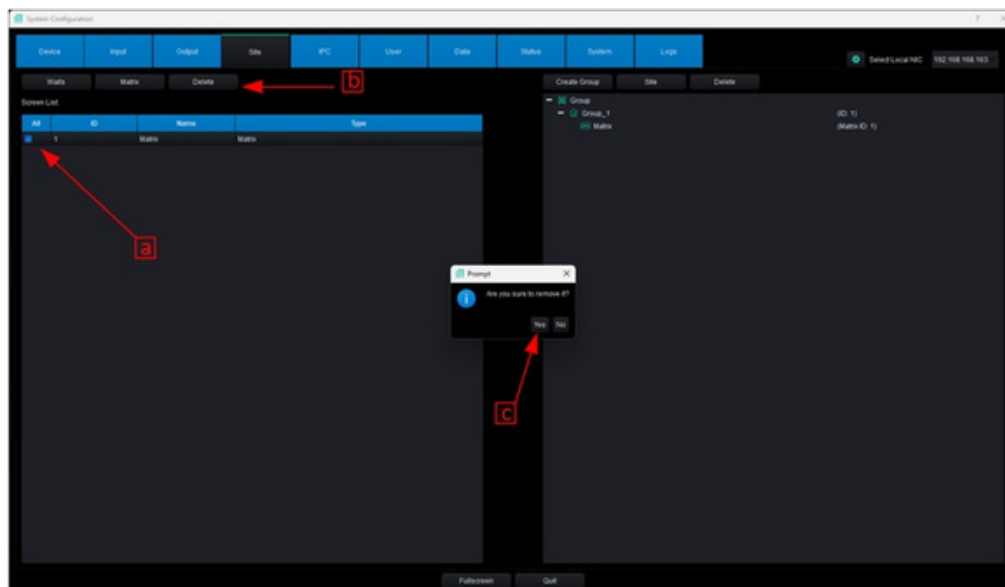 System Configuration
Device Input Output Site IPC User Data Status System Logs
Selected Local NIC 192.168.168.163
Walls Matrix Delete
b
Create Group Site Delete
Screen List
All ID Name Type
1 Matrix Matrix
Group
Group_1 (ID: 1)
Matrix (Matrix ID: 1)
a
Prompt
Are you sure to remove it?
Yes No
c
Fullscreen Quit